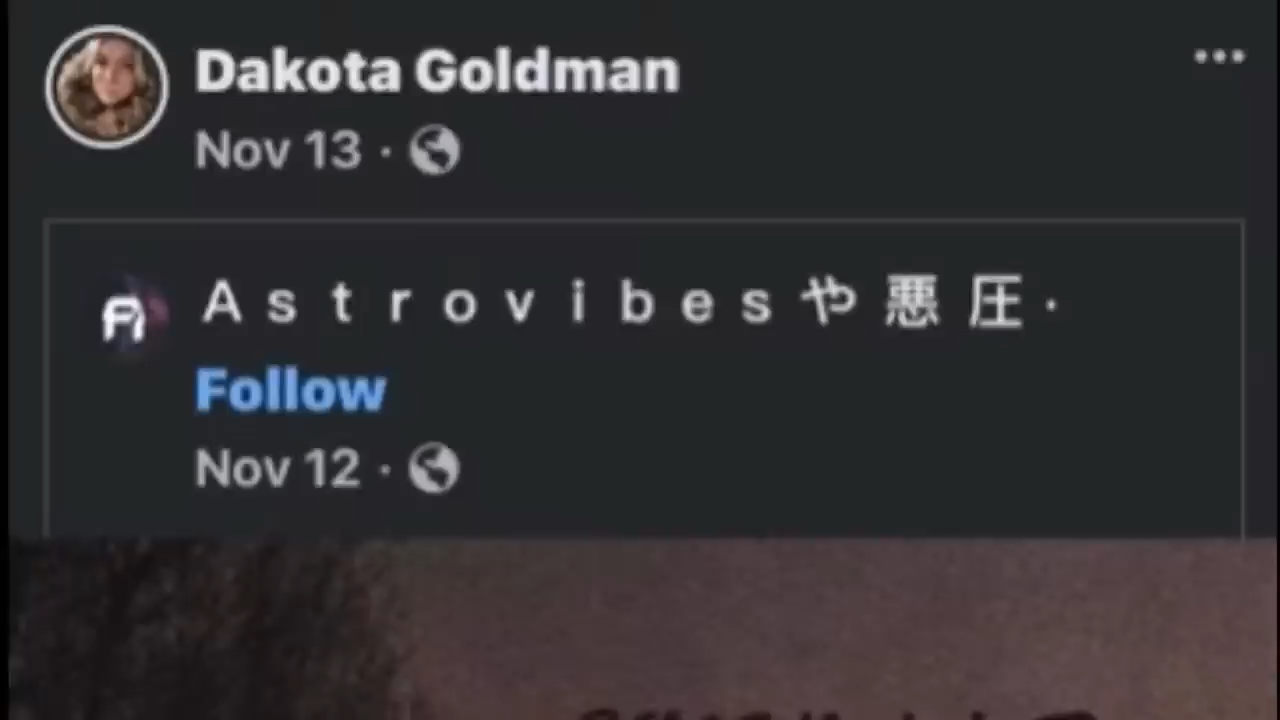 Dakota Goldman
Nov 13 ·
Ａｓｔｒｏｖｉｂｅｓや悪圧 ·
Follow
Nov 12 ·